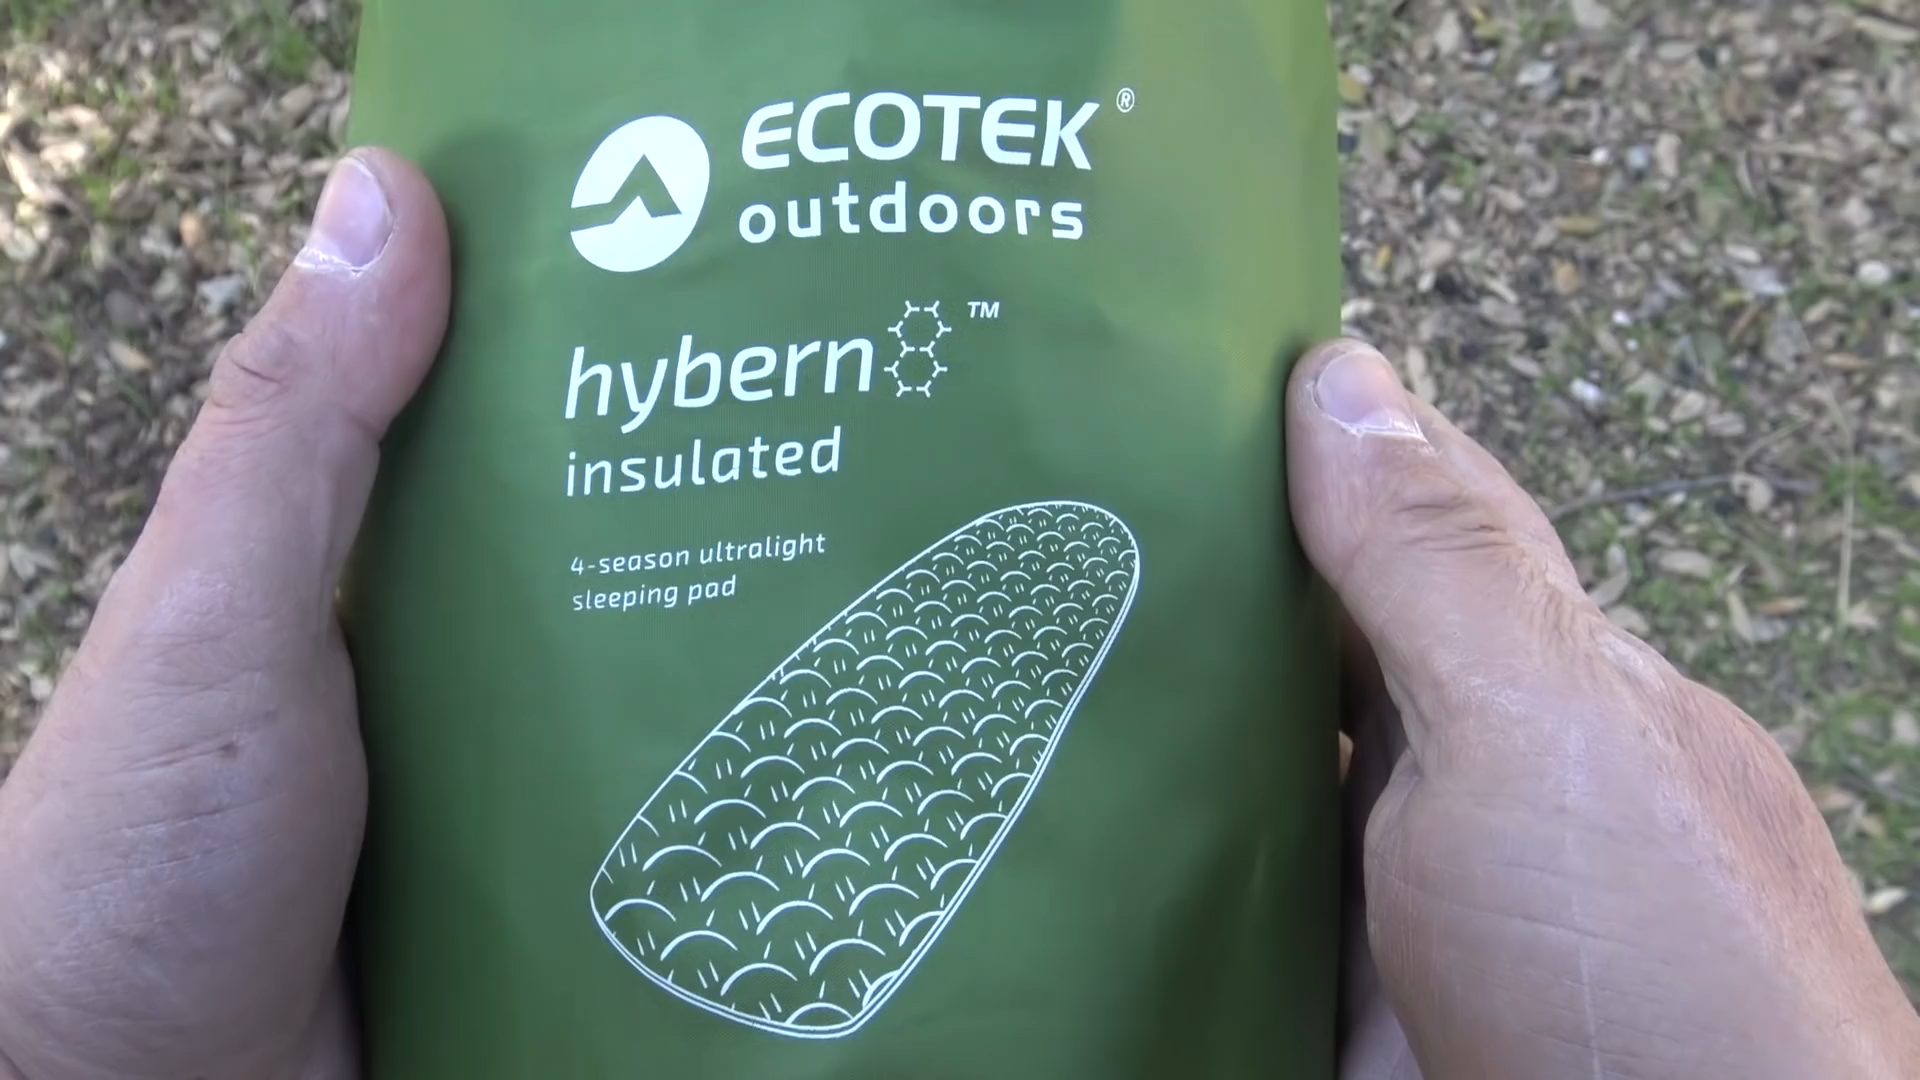 ECOTEK®
outdoors
hybern™
insulated
4-season ultralight
sleeping pad